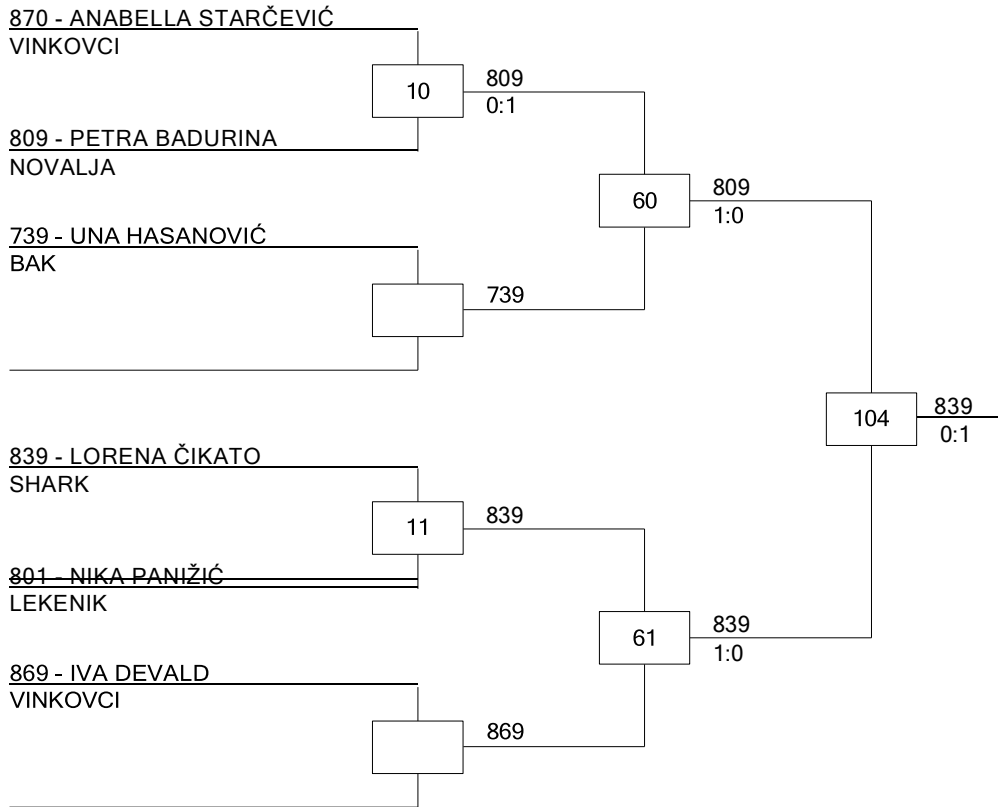 870 - ANABELLA STARČEVIĆ
VINKOVCI
10
809
0:1
809 - PETRA BADURINA
NOVALJA
60
809
1:0
739 - UNA HASANOVIĆ
BAK
739
104
839
0:1
839 - LORENA ČIKATO
SHARK
11
839
801 - NIKA PANIŽIĆ
LEKENIK
61
839
1:0
869 - IVA DEVALD
VINKOVCI
869